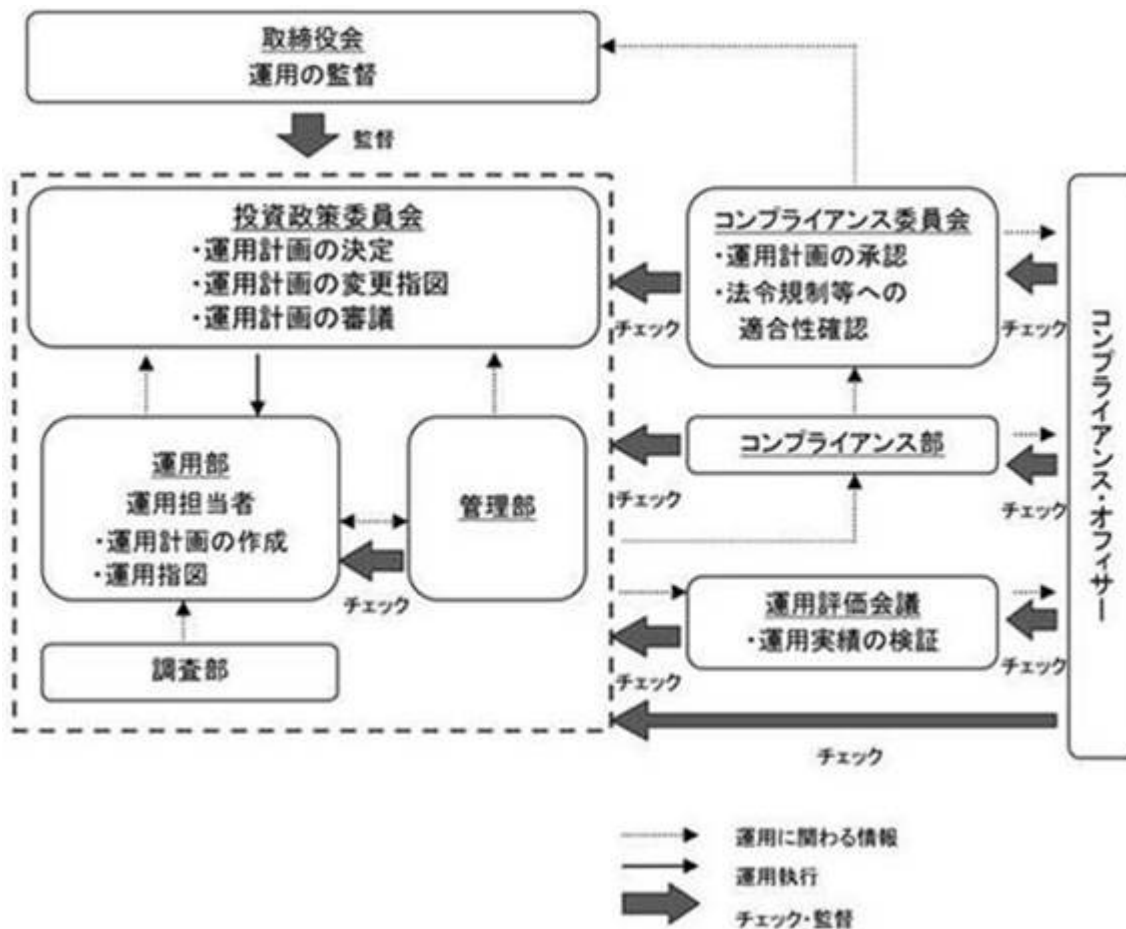 取締役会
運用の監督
監督
投資政策委員会
・運用計画の決定
・運用計画の変更指図
・運用計画の審議
コンプライアンス委員会
・運用計画の承認
・法令規制等への
適合性確認
チェック
チェック
コンプライアンス・オフィサー
運用部
運用担当者
・運用計画の作成
・運用指図
管理部
チェック
調査部
コンプライアンス部
チェック
チェック
運用評価会議
・運用実績の検証
チェック
チェック
チェック
運用に関わる情報
運用執行
チェック・監督